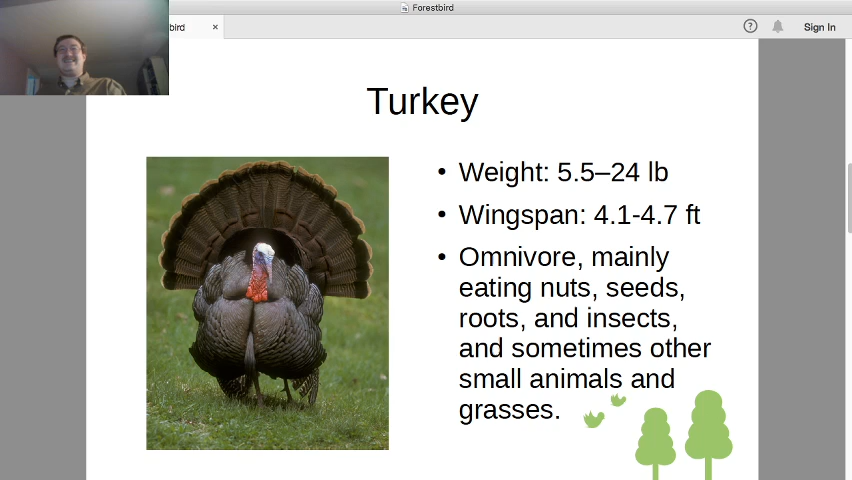 Forestbird
bird ×
? Sign In
Turkey
• Weight: 5.5–24 lb
• Wingspan: 4.1-4.7 ft
• Omnivore, mainly
eating nuts, seeds,
roots, and insects,
and sometimes other
small animals and
grasses.